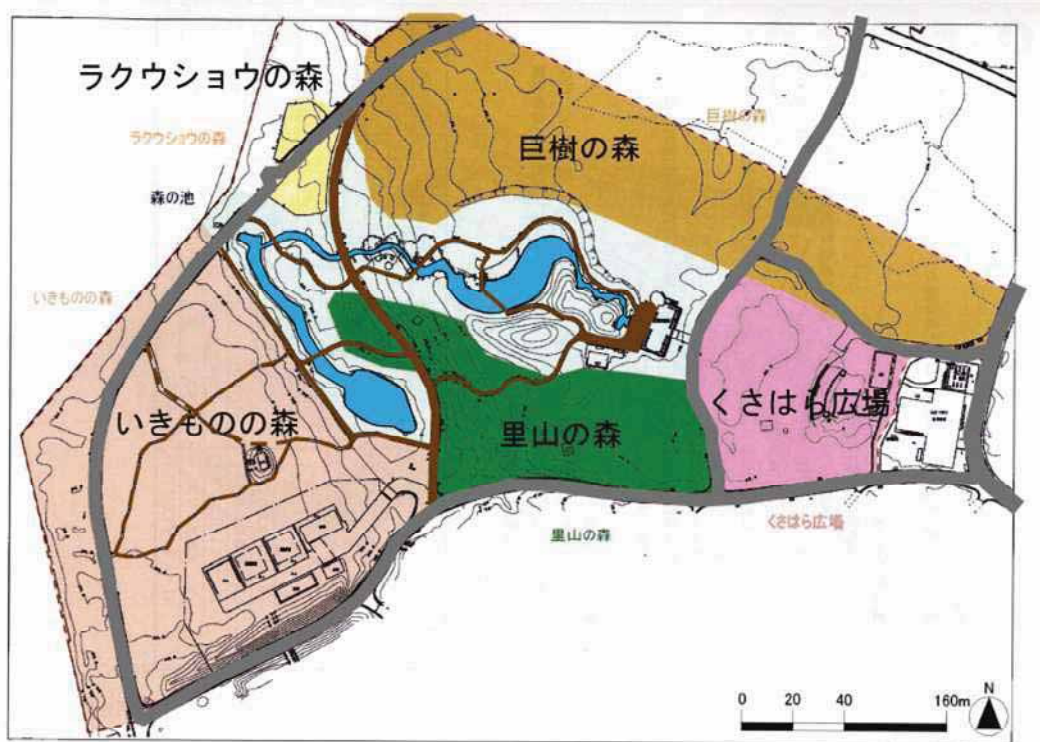 ラクウショウの森
ラクウショウの森
巨樹の森
巨樹の森
森の池
いきものの森
いきものの森
里山の森
くさはら広場
里山の森
くさはら広場
0 20 40 160m
N